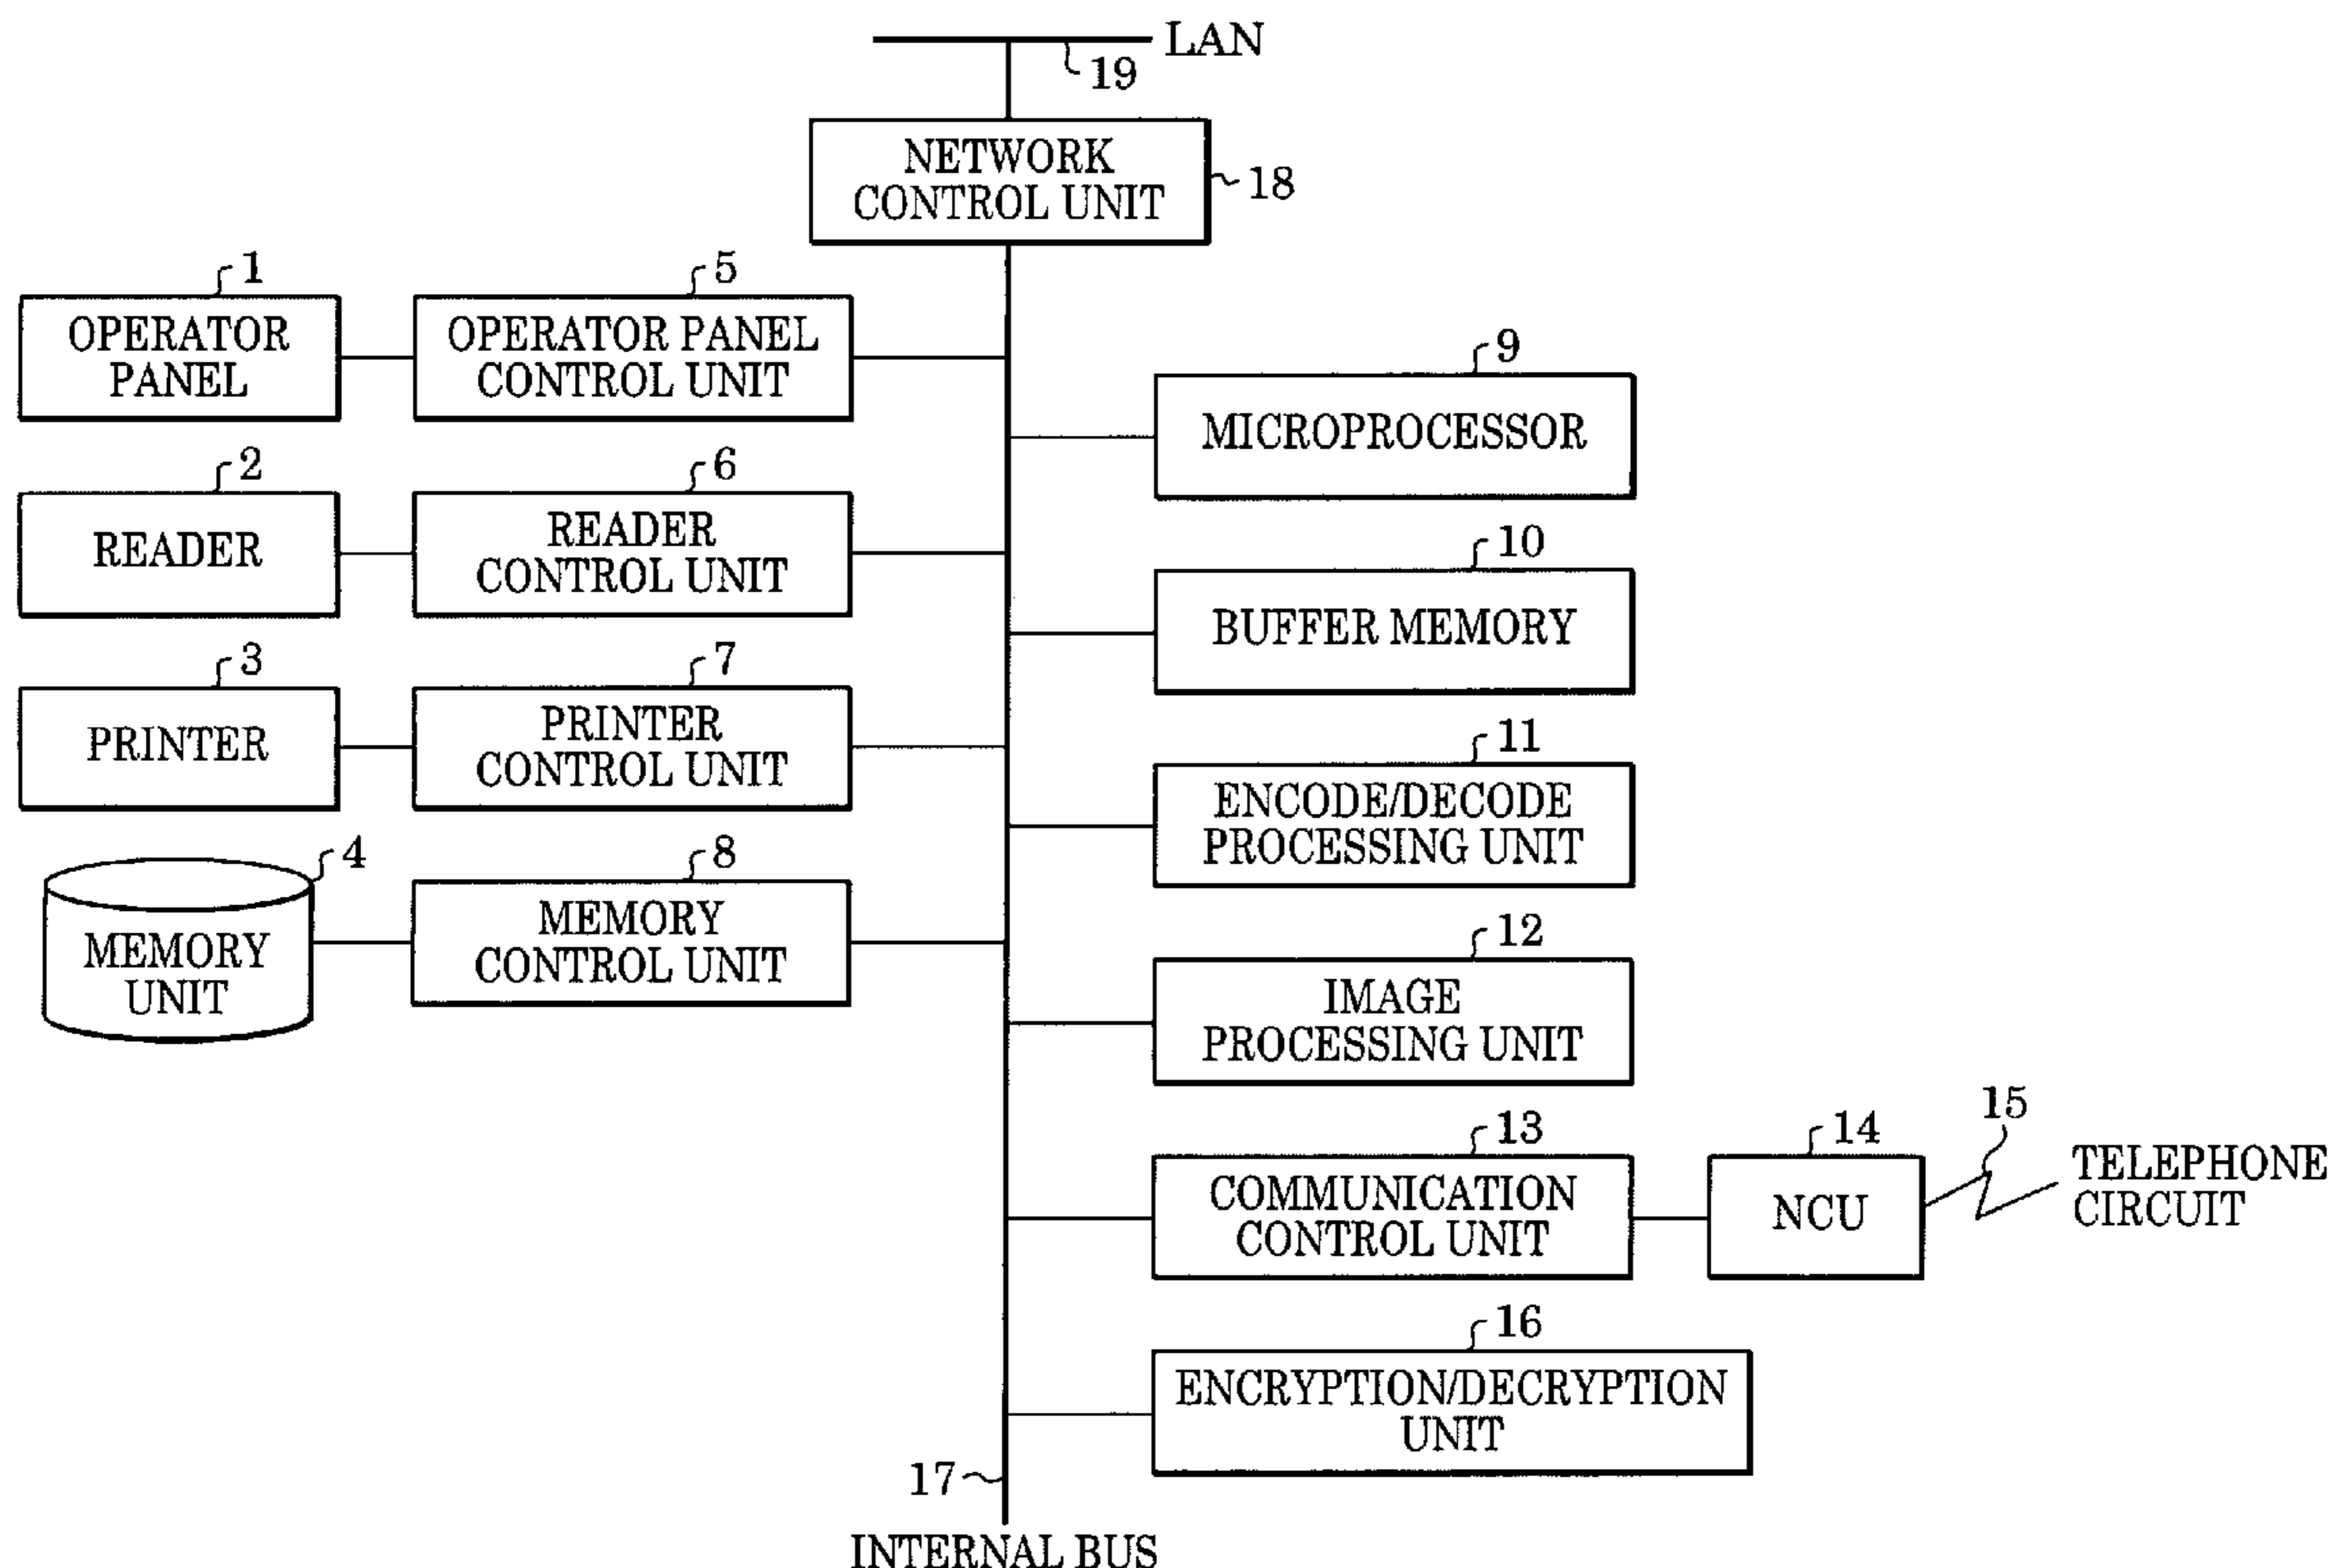 LAN
19
NETWORK
CONTROL UNIT
18
1
OPERATOR
PANEL
5
OPERATOR PANEL
CONTROL UNIT
9
MICROPROCESSOR
2
READER
6
READER
CONTROL UNIT
10
BUFFER MEMORY
3
PRINTER
7
PRINTER
CONTROL UNIT
11
ENCODE/DECODE
PROCESSING UNIT
4
MEMORY
UNIT
8
MEMORY
CONTROL UNIT
12
IMAGE
PROCESSING UNIT
13
COMMUNICATION
CONTROL UNIT
14
NCU
15
TELEPHONE
CIRCUIT
16
ENCRYPTION/DECRYPTION
UNIT
17
INTERNAL BUS